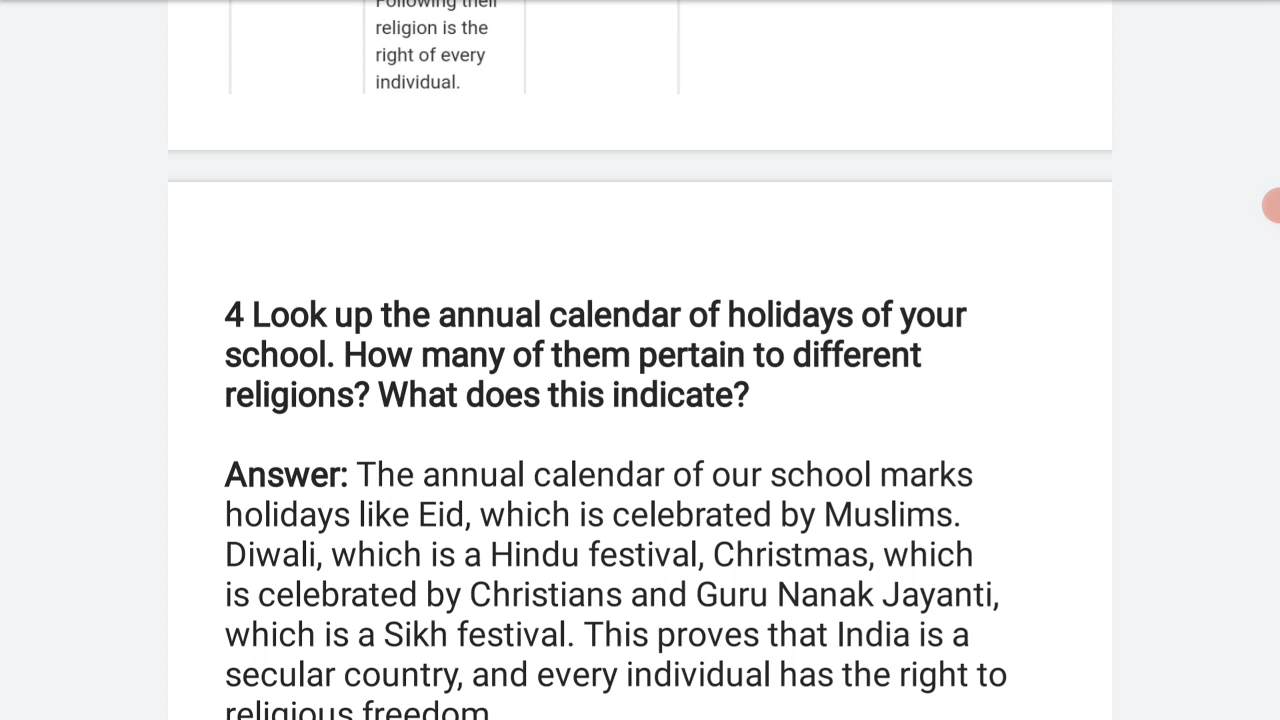 Following their
religion is the
right of every
individual.
4 Look up the annual calendar of holidays of your
school. How many of them pertain to different
religions? What does this indicate?
Answer: The annual calendar of our school marks
holidays like Eid, which is celebrated by Muslims.
Diwali, which is a Hindu festival, Christmas, which
is celebrated by Christians and Guru Nanak Jayanti,
which is a Sikh festival. This proves that India is a
secular country, and every individual has the right to
religious freedom